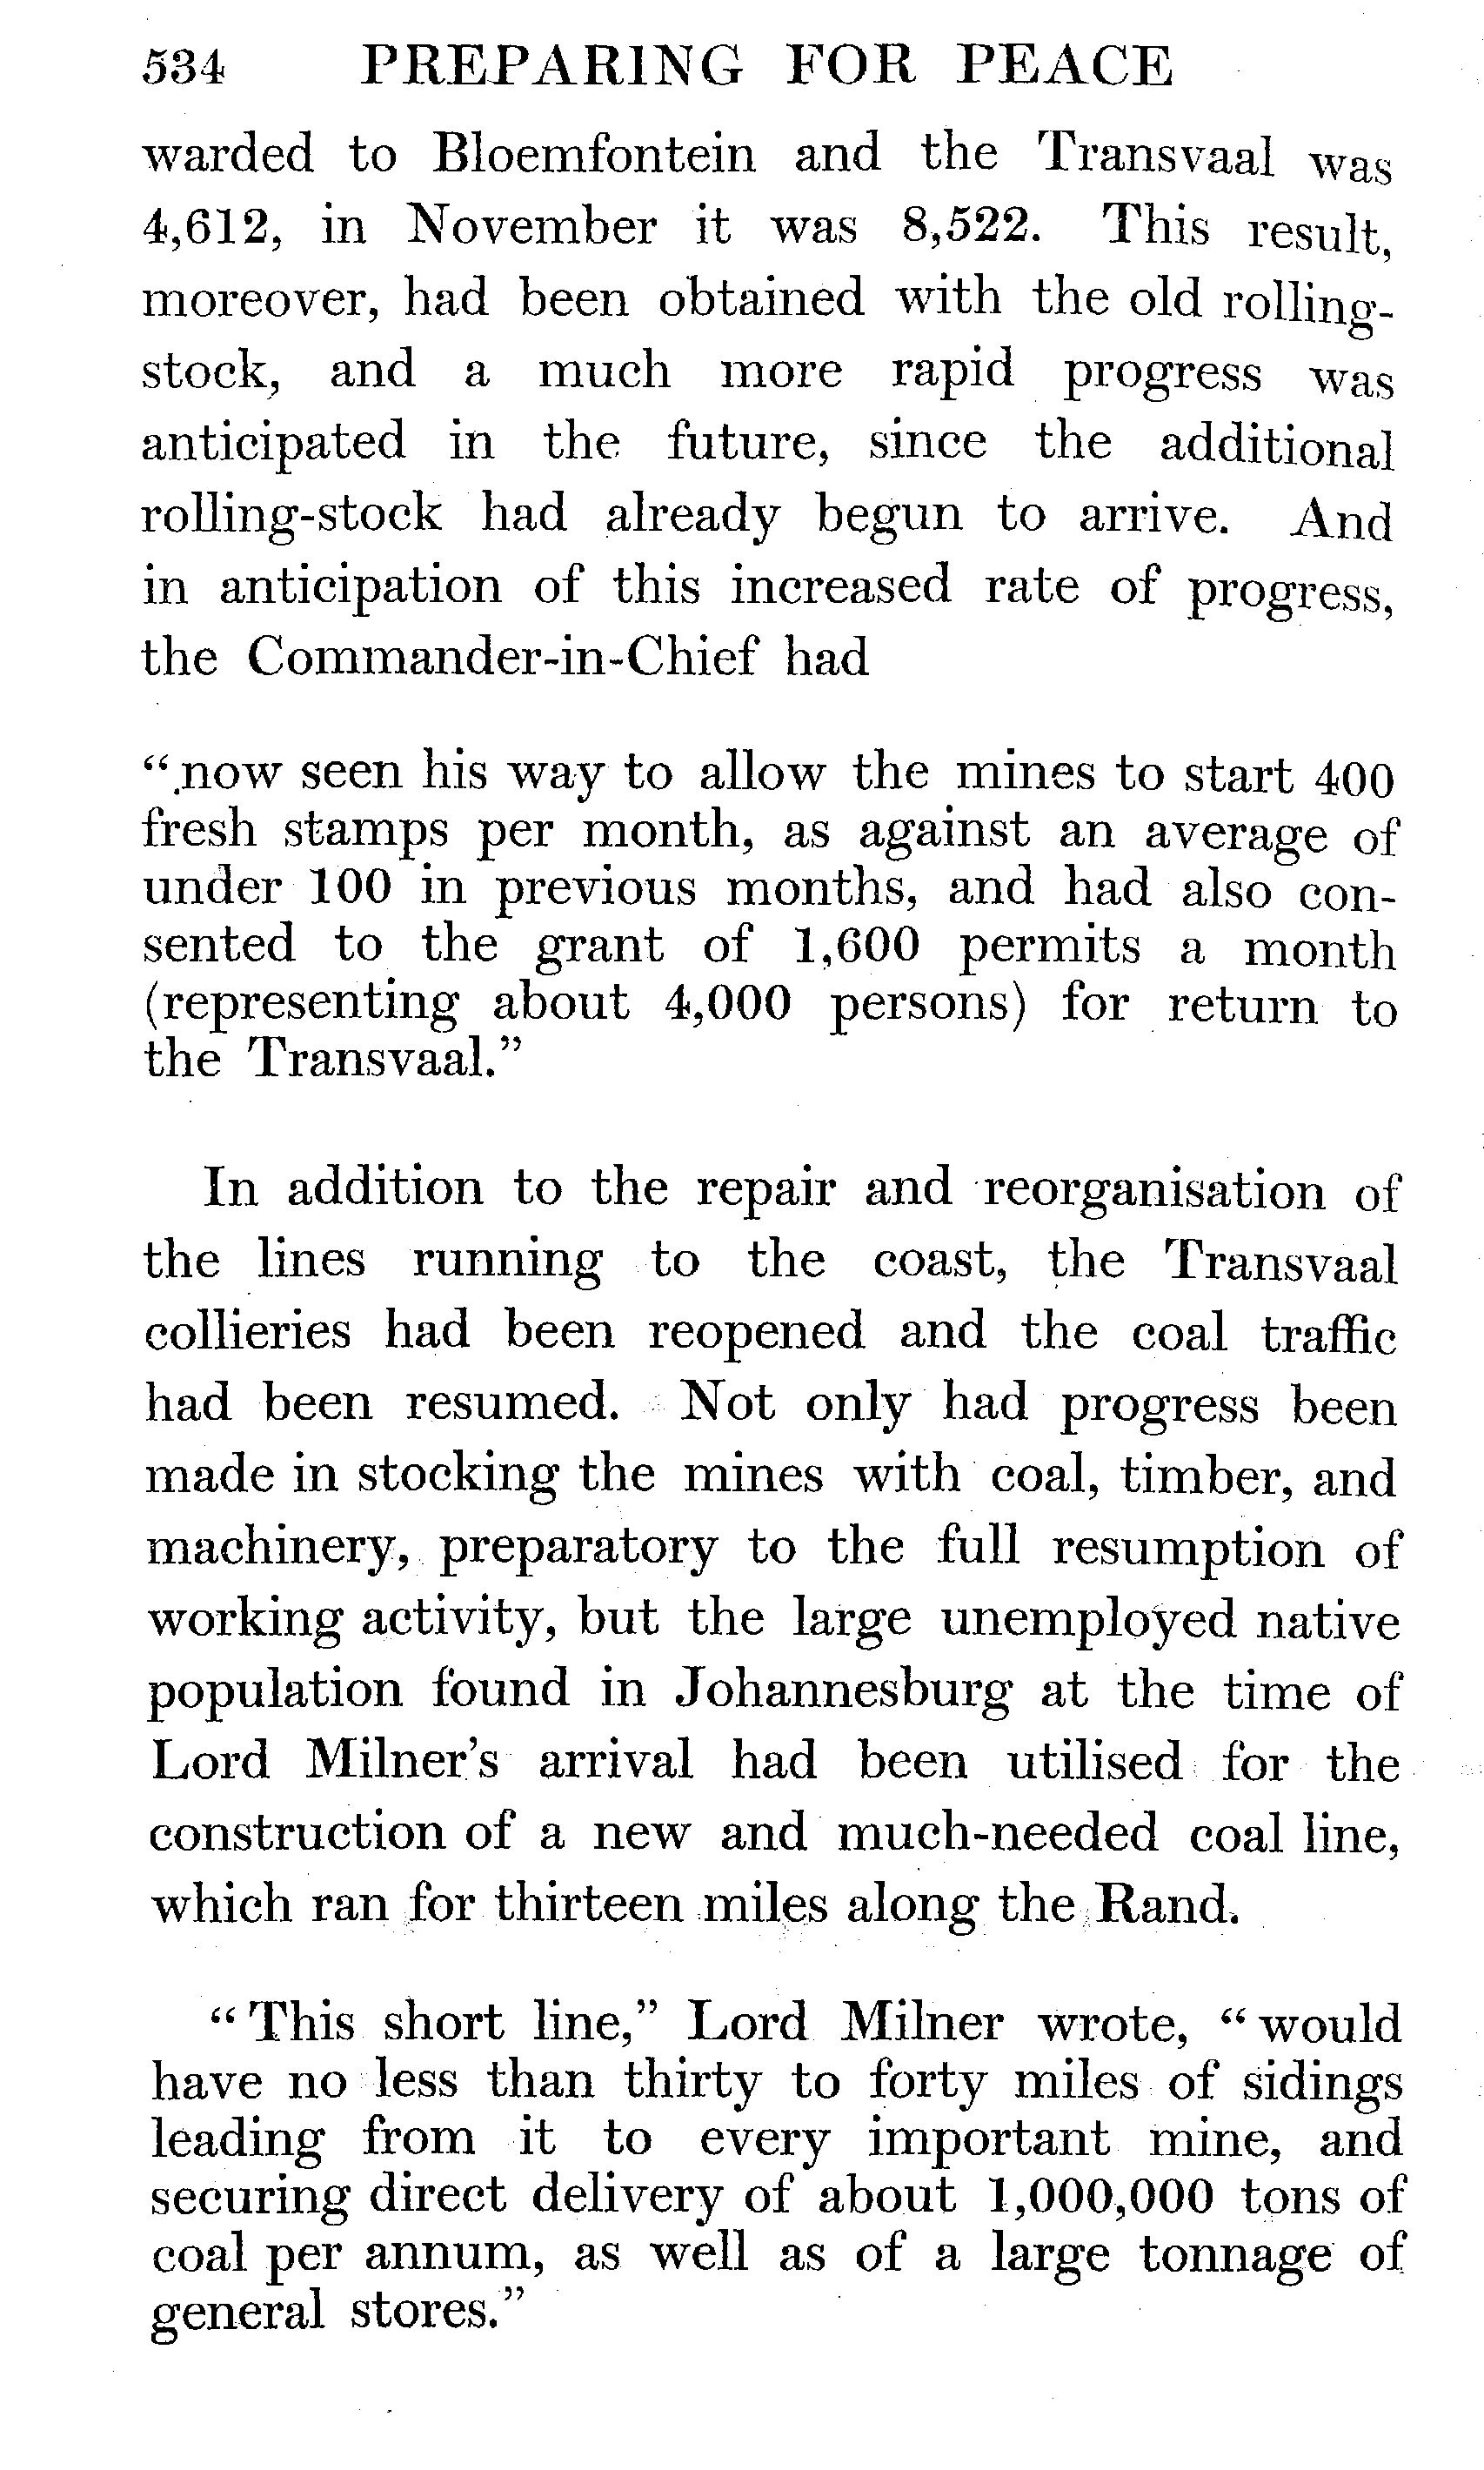 534 PREPARING FOR PEACE
warded to Bloemfontein and the Transvaal was
4,612, in November it was 8,522. This result,
moreover, had been obtained with the old rolling-
stock, and a much more rapid progress was
anticipated in the future, since the additional
rolling-stock had already begun to arrive. And
in anticipation of this increased rate of progress,
the Commander-in-Chief had
“now seen his way to allow the mines to start 400
fresh stamps per month, as against an average of
under 100 in previous months, and had also con-
sented to the grant of 1,600 permits a month
(representing about 4,000 persons) for return to
the Transvaal.”
In addition to the repair and reorganisation of
the lines running to the coast, the Transvaal
collieries had been reopened and the coal traffic
had been resumed. Not only had progress been
made in stocking the mines with coal, timber, and
machinery, preparatory to the full resumption of
working activity, but the large unemployed native
population found in Johannesburg at the time of
Lord Milner's arrival had been utilised for the
construction of a new and much-needed coal line,
which ran for thirteen miles along the Rand.
“This short line,” Lord Milner wrote, “would
have no less than thirty to forty miles of sidings
leading from it to every important mine, and
securing direct delivery of about 1,000,000 tons of
coal per annum, as well as of a large tonnage of
general stores.”